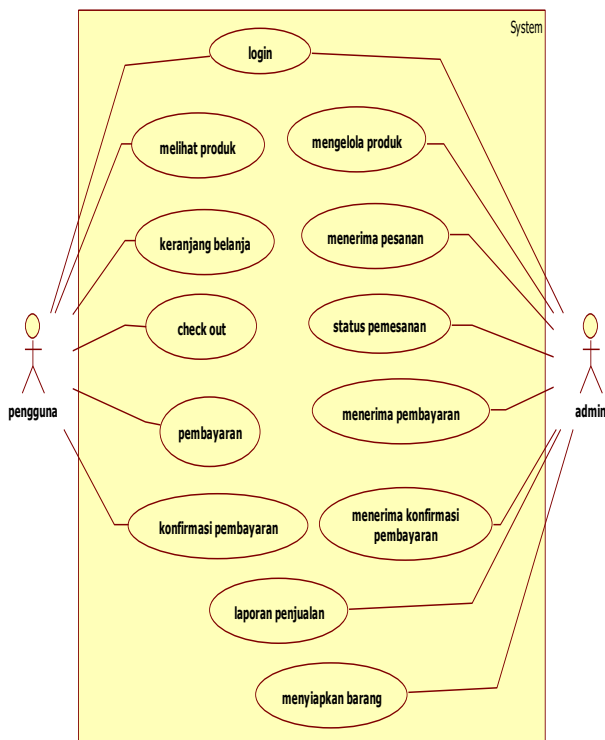 System
login
melihat produk
mengelola produk
keranjang belanja
menerima pesanan
check out
status pemesanan
pengguna
admin
pembayaran
menerima pembayaran
konfirmasi pembayaran
menerima konfirmasi
pembayaran
laporan penjualan
menyiapkan barang